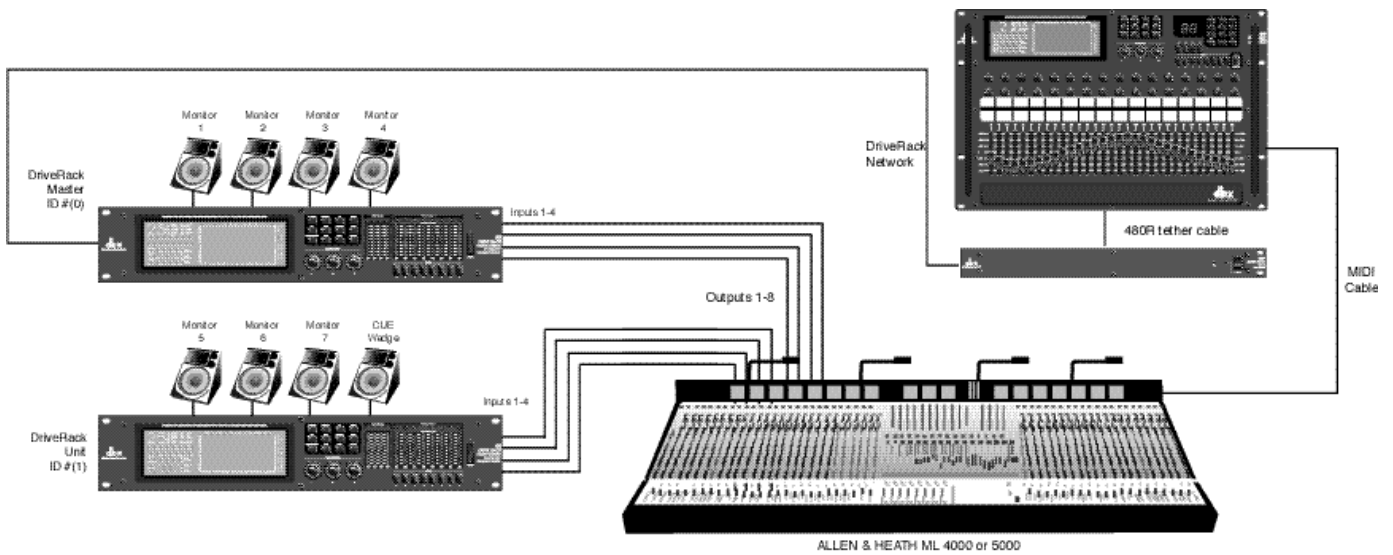 Monitor
1
Monitor
2
Monitor
3
Monitor
4
DriveRack
Master
ID #(0)
Inputs 1-4
DriveRack
Network
480R tether cable
MIDI
Cable
Outputs 1-8
Monitor
5
Monitor
6
Monitor
7
CUE
Wedge
Inputs 1-4
DriveRack
Unit
ID #(1)
ALLEN & HEATH ML 4000 or 5000